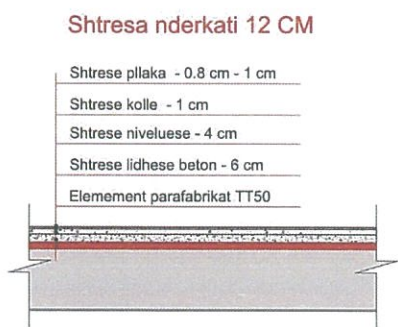 Shtresa nderkati 12 CM
Shtrese pllaka - 0.8 cm - 1 cm
Shtrese kolle - 1 cm
Shtrese niveluese - 4 cm
Shtrese lidhese beton - 6 cm
Elemement parafabrikat TT50